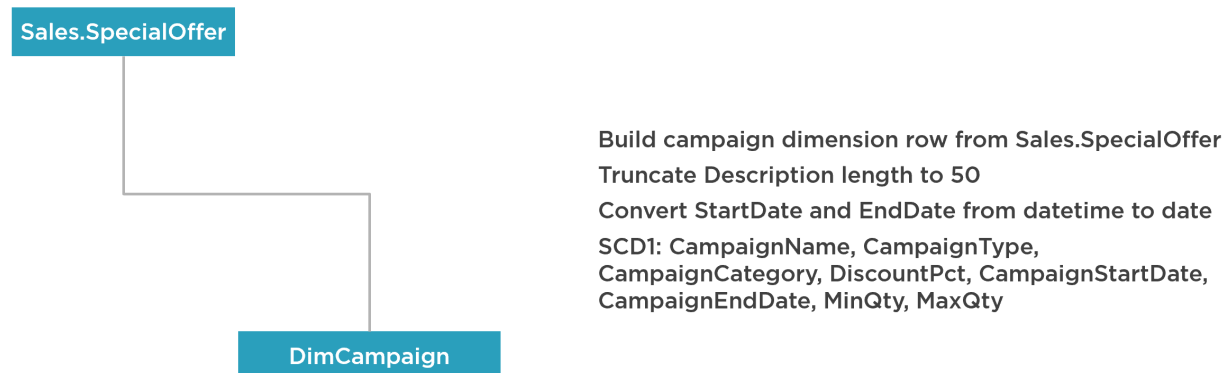 Sales.SpecialOffer
Build campaign dimension row from Sales.SpecialOffer
Truncate Description length to 50
Convert StartDate and EndDate from datetime to date
SCD1: CampaignName, CampaignType,
CampaignCategory, DiscountPct, CampaignStartDate,
CampaignEndDate, MinQty, MaxQty
DimCampaign